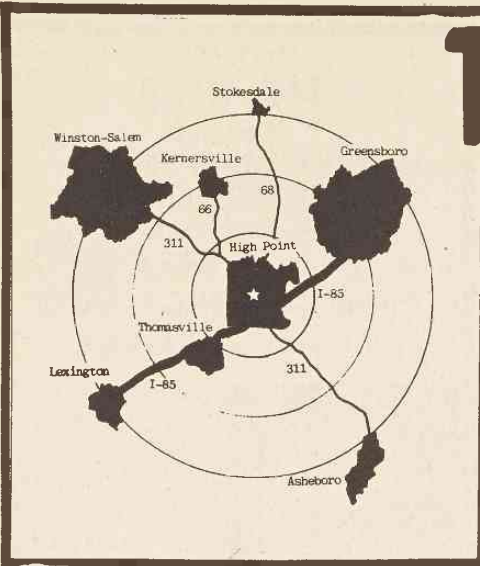 Stokesdale
Winston-Salem
Greensboro
Kernersville
68
66
311
High Point
I-85
Thomasville
311
Lexington
I-85
Asheboro